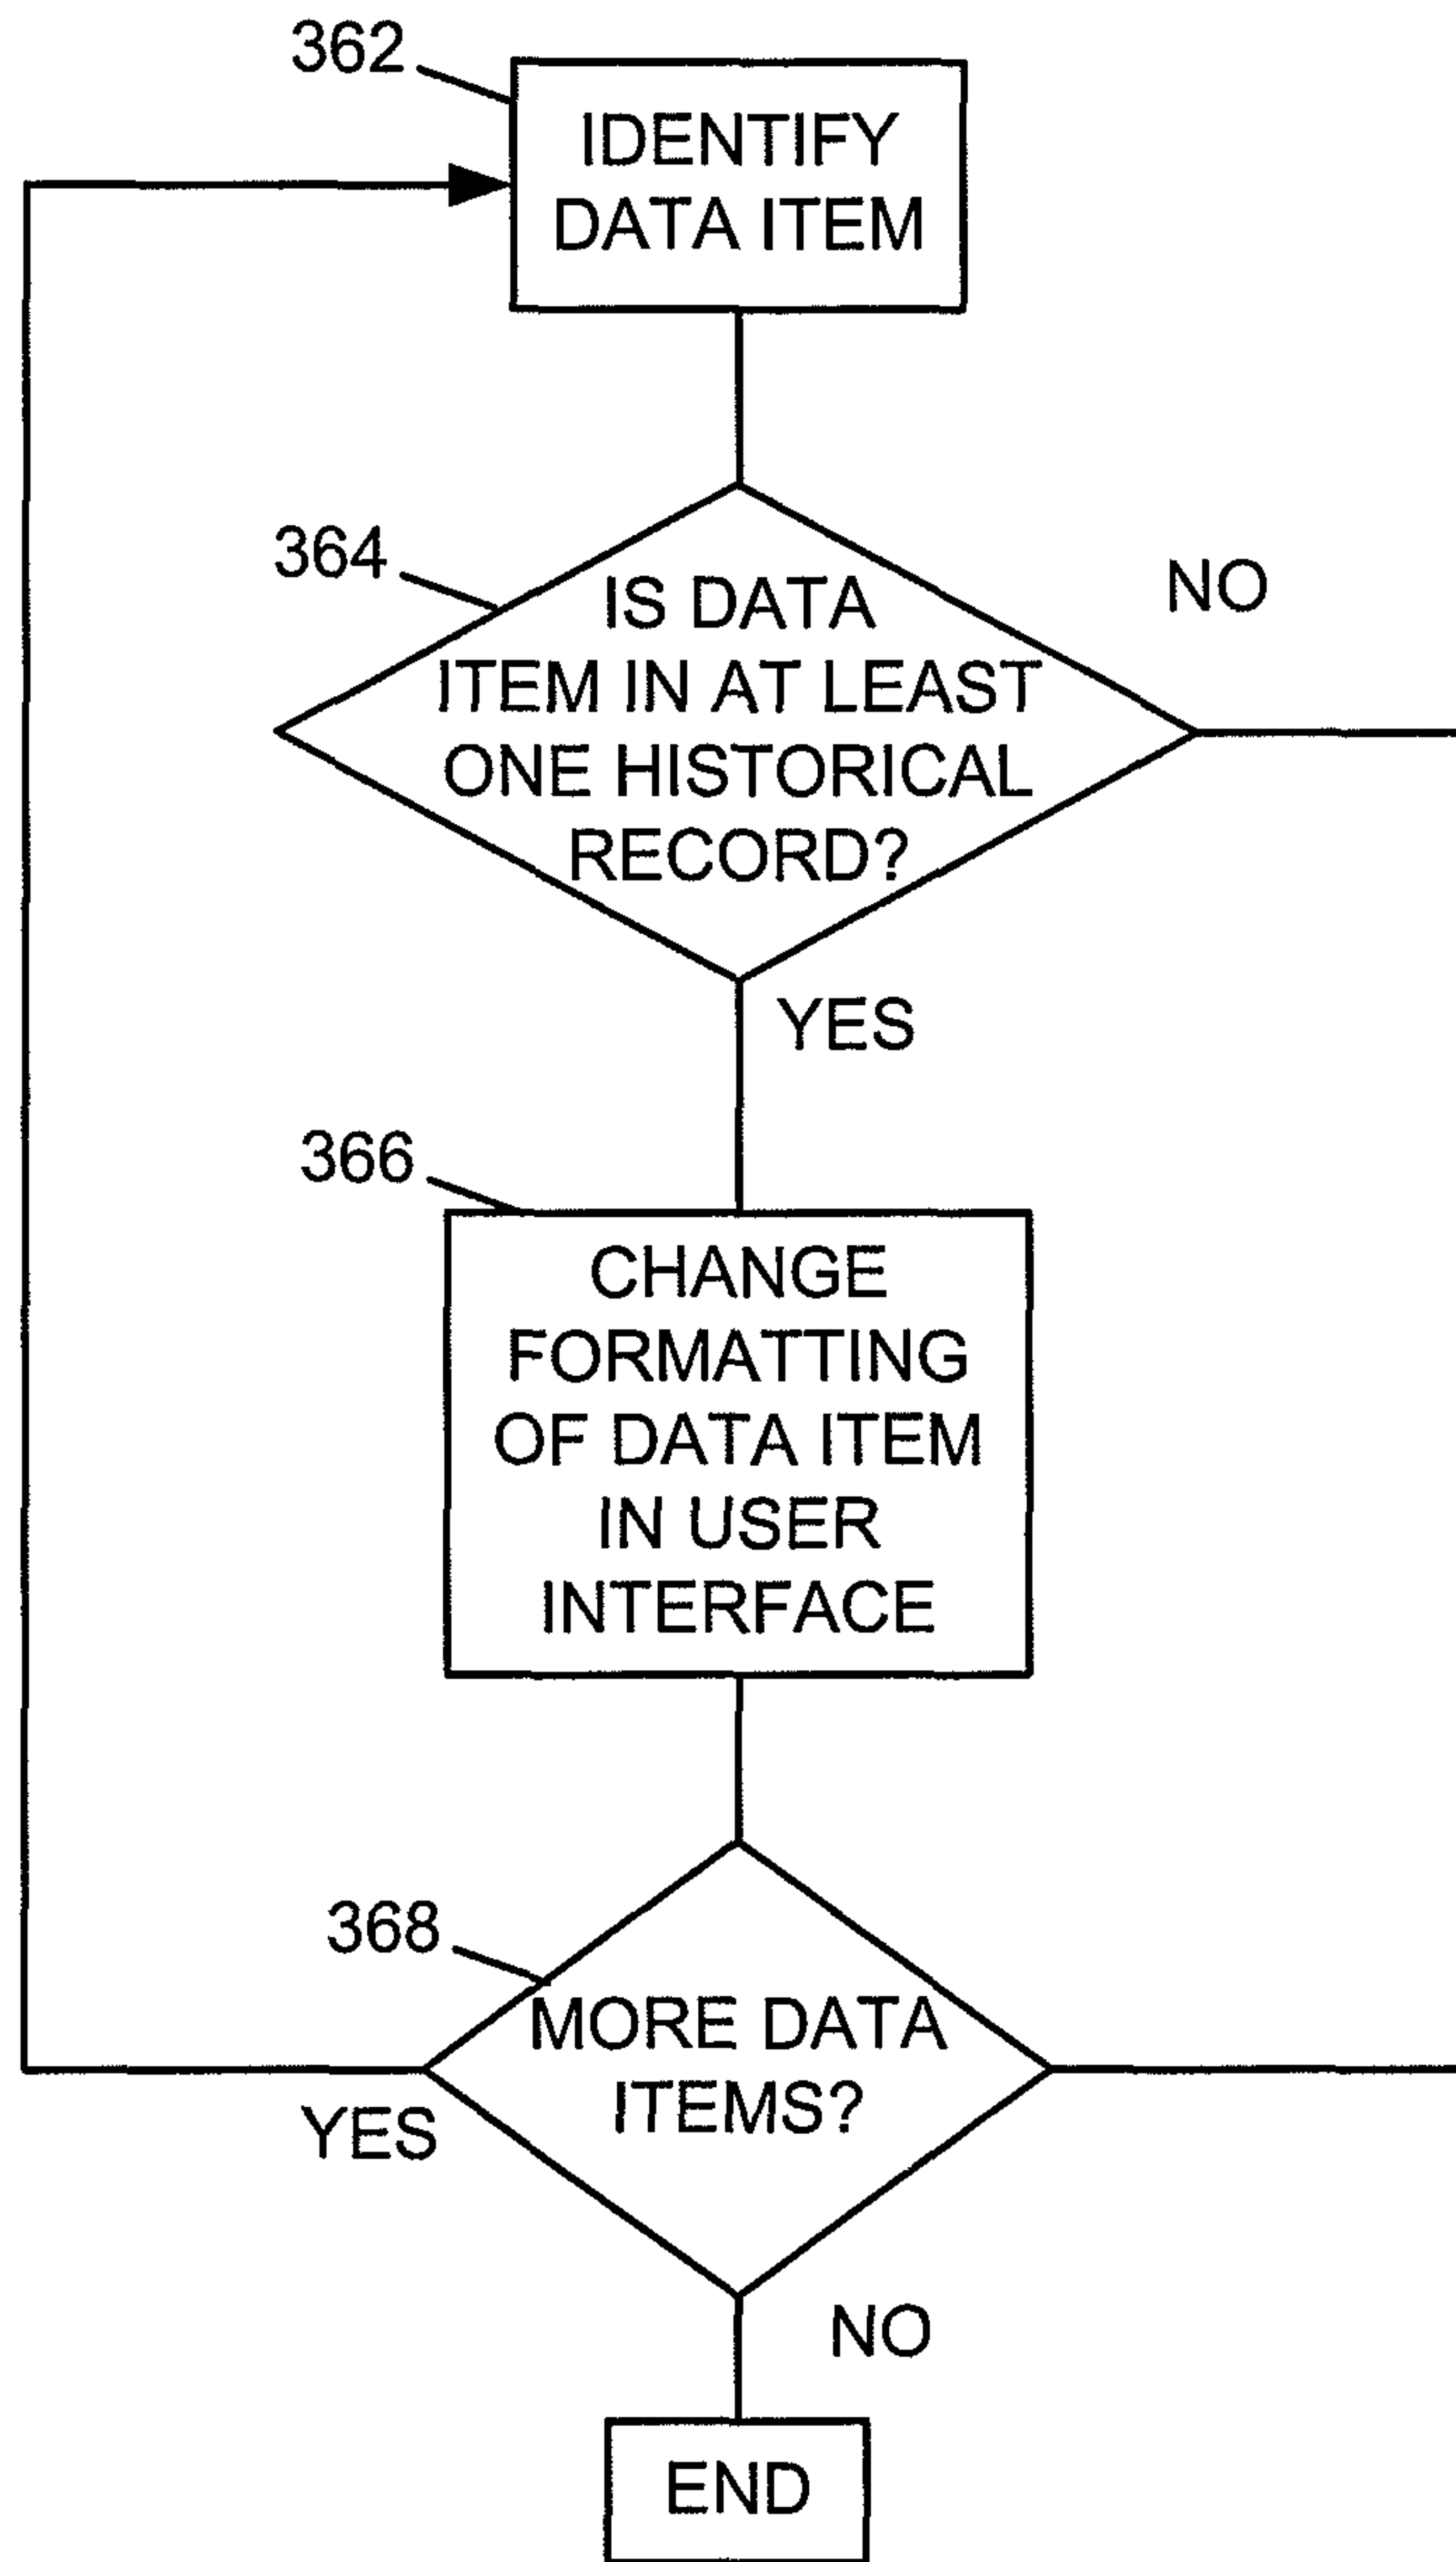 362
IDENTIFY
DATA ITEM
364
IS DATA
ITEM IN AT LEAST
ONE HISTORICAL
RECORD?
NO
YES
366
CHANGE
FORMATTING
OF DATA ITEM
IN USER
INTERFACE
368
MORE DATA
ITEMS?
YES
NO
END